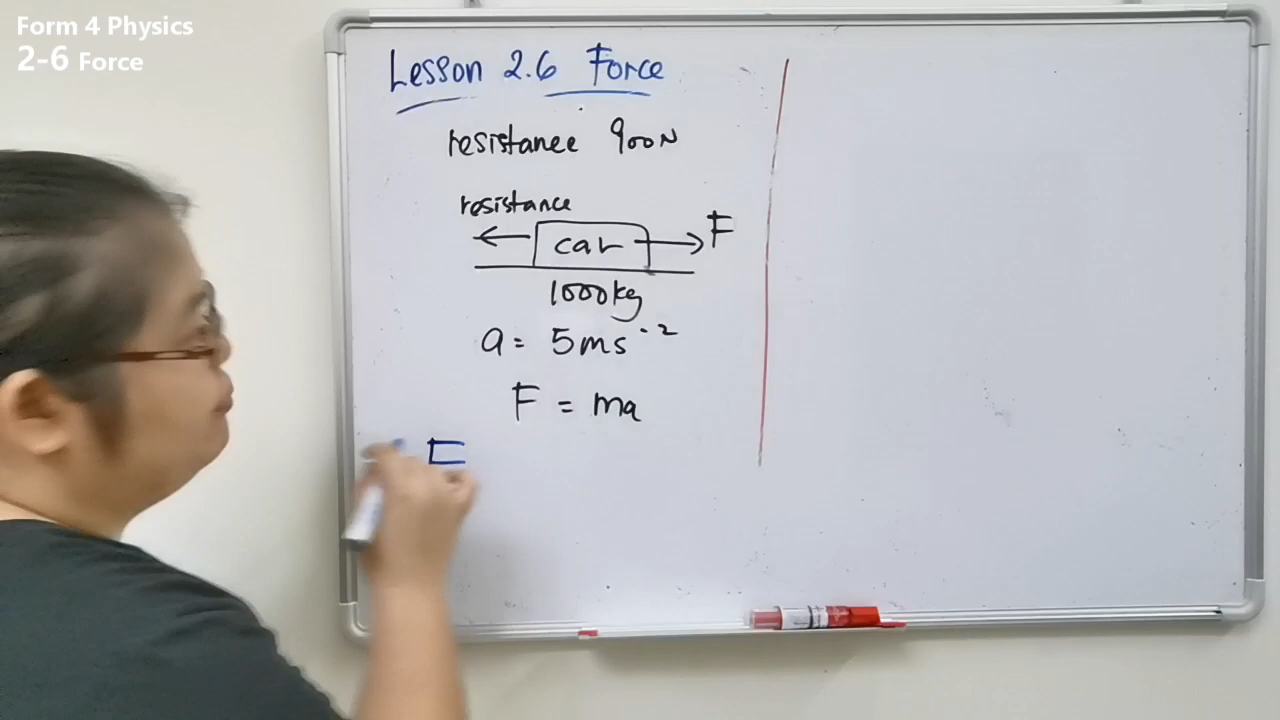 Form 4 Physics
2-6 Force
Lesson 2.6 Force
resistance 900N
resistance
car
F
1000kg
a = 5ms⁻²
F = ma
F